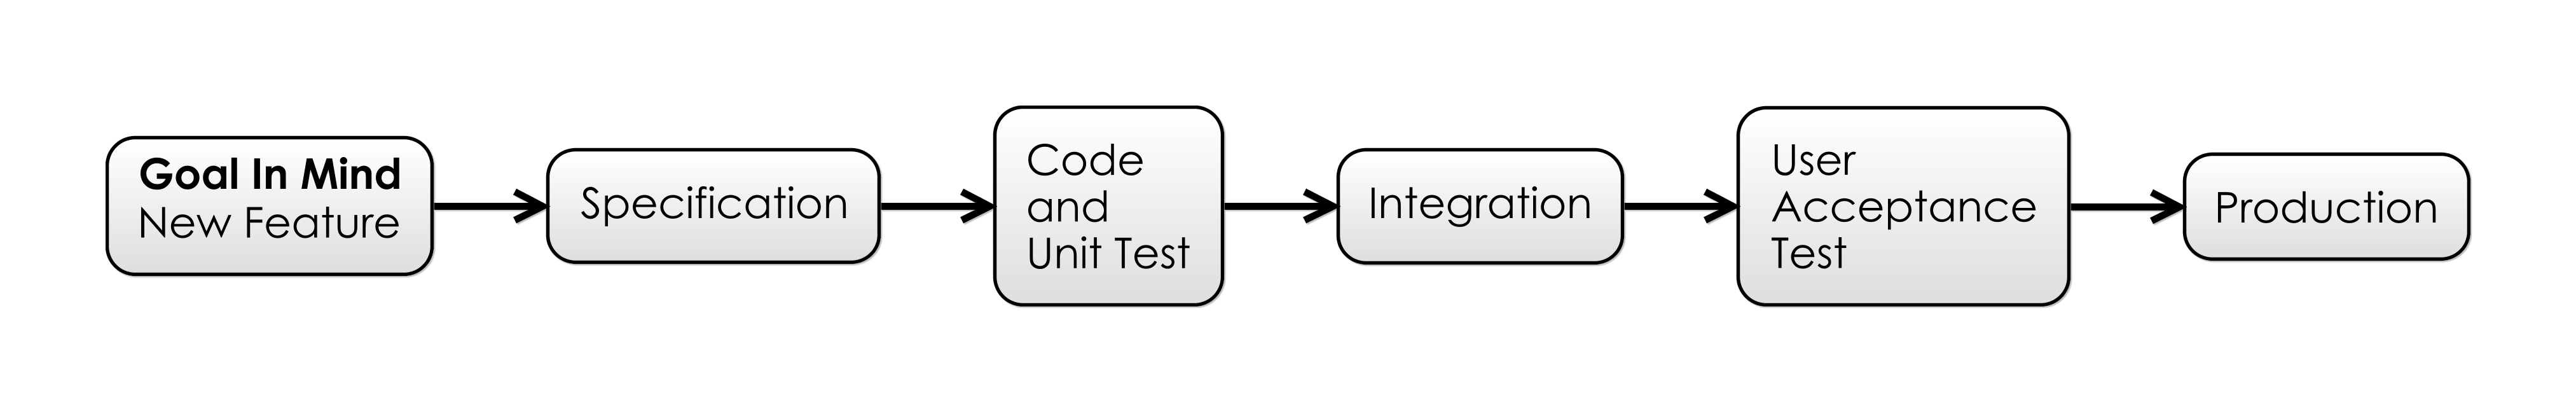 Goal In Mind
New Feature
Specification
Code
and
Unit Test
Integration
User
Acceptance
Test
Production